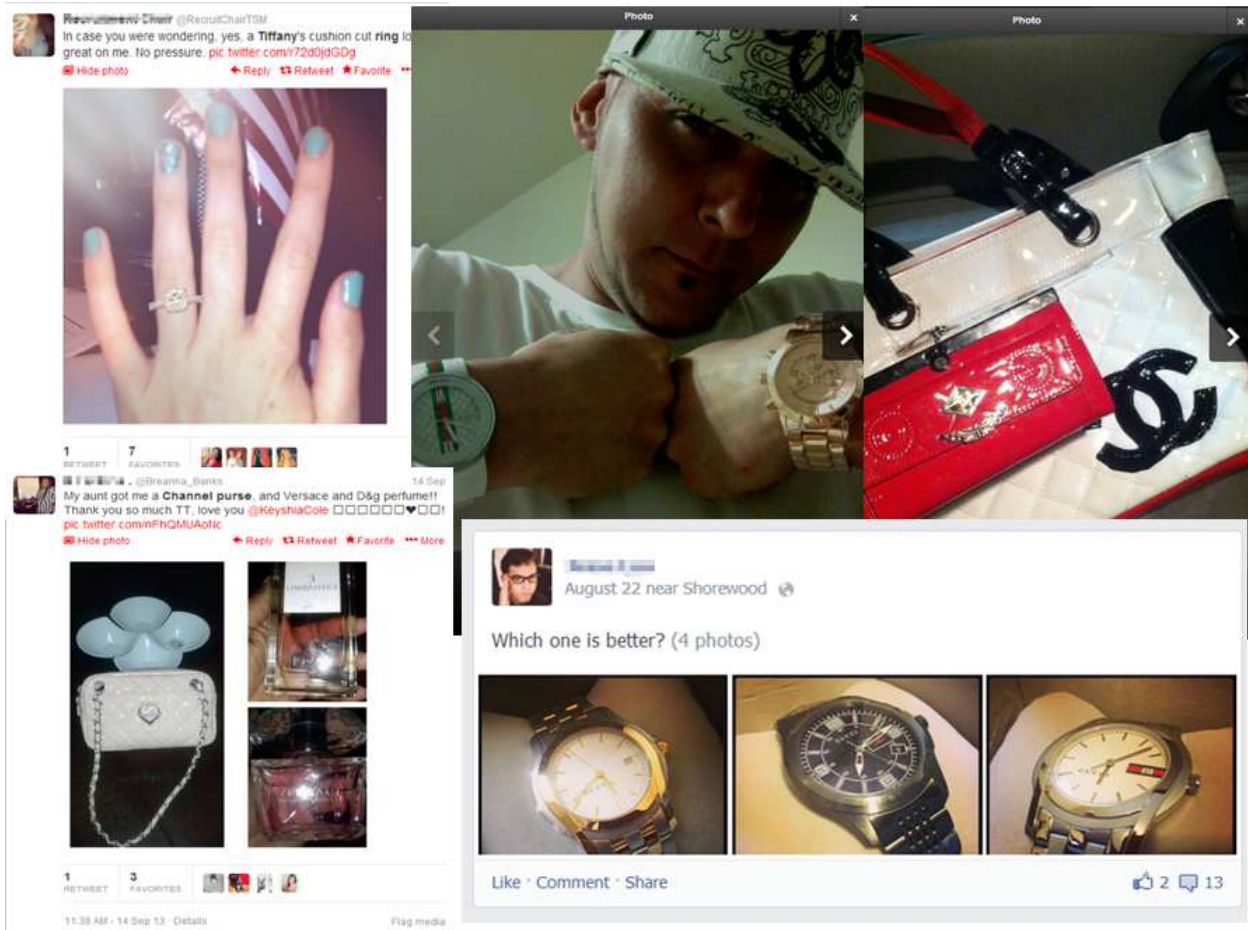 @RecruitChairTSM
In case you were wondering, yes, a Tiffany's cushion cut ring lo
great on me. No pressure. pic.twitter.com/r72d0jdGDg
Hide photo
Reply Retweet Favorite
1
RETWEET
7
FAVORITES
Photo
Photo
@Breanna_Banks
14 Sep
My aunt got me a Channel purse, and Versace and D&g perfume!!
Thank you so much TT, love you @KeyshiaCole
pic.twitter.com/nFhQMUAoNc
Hide photo
Reply Retweet Favorite More
1
RETWEET
3
FAVORITES
11:38 AM - 14 Sep 13 · Details
Flag media
August 22 near Shorewood
Which one is better? (4 photos)
Like · Comment · Share
2 13